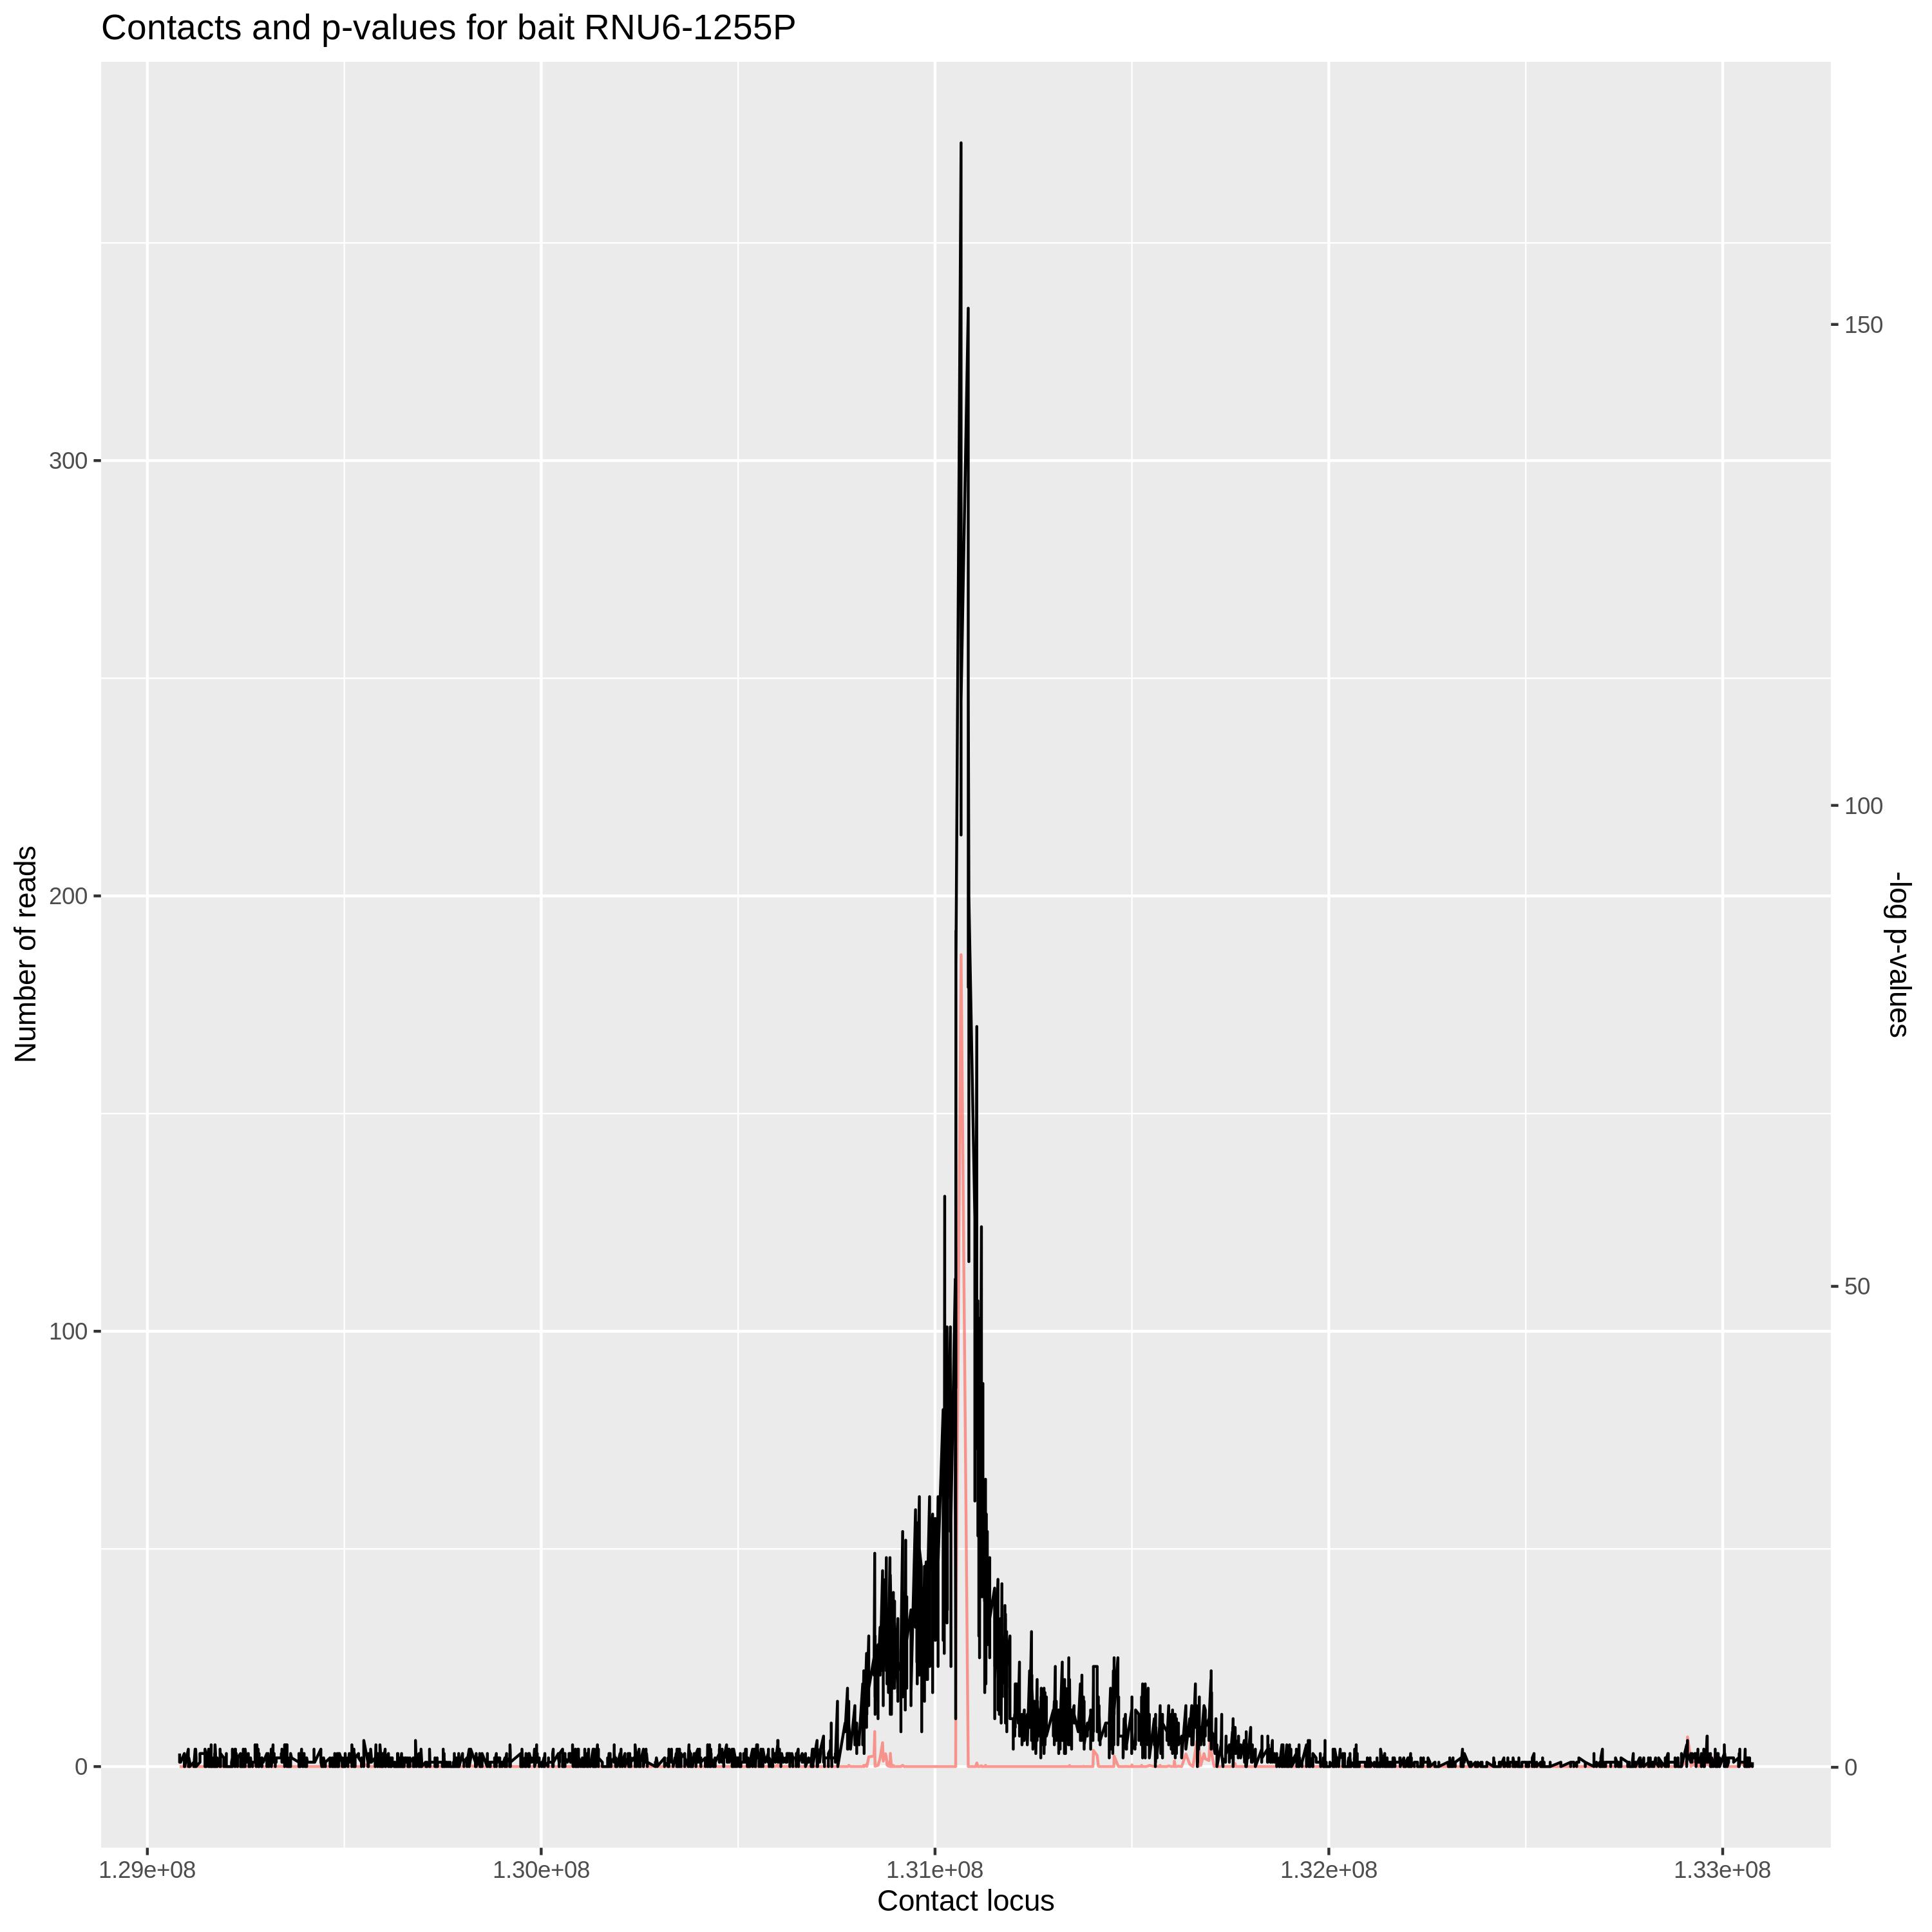 Contacts and p-values for bait RNU6-1255P
300
200
100
0
150
100
50
0
Number of reads
-log p-values
1.29e+08 1.30e+08 1.31e+08 1.32e+08 1.33e+08
Contact locus